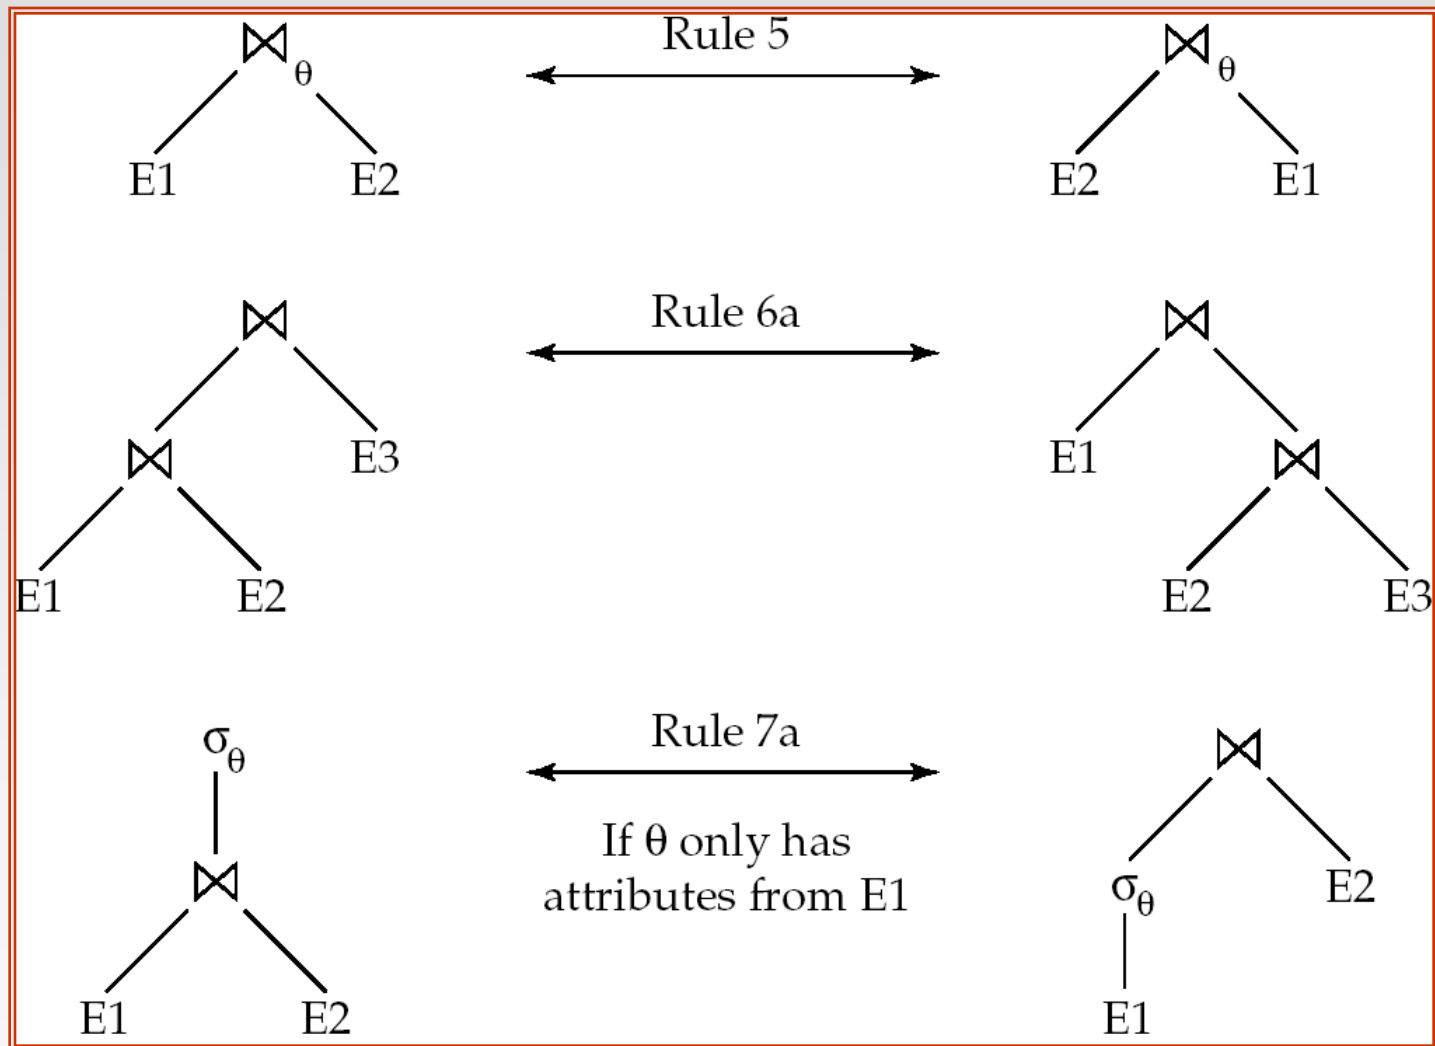 ⋈θ Rule 5 ⋈θ
E1 E2 E2 E1
⋈ Rule 6a ⋈
⋈ E3 E1 ⋈
E1 E2 E2 E3
σθ Rule 7a ⋈
If θ only has
attributes from E1
⋈ σθ E2
E1 E2 E1